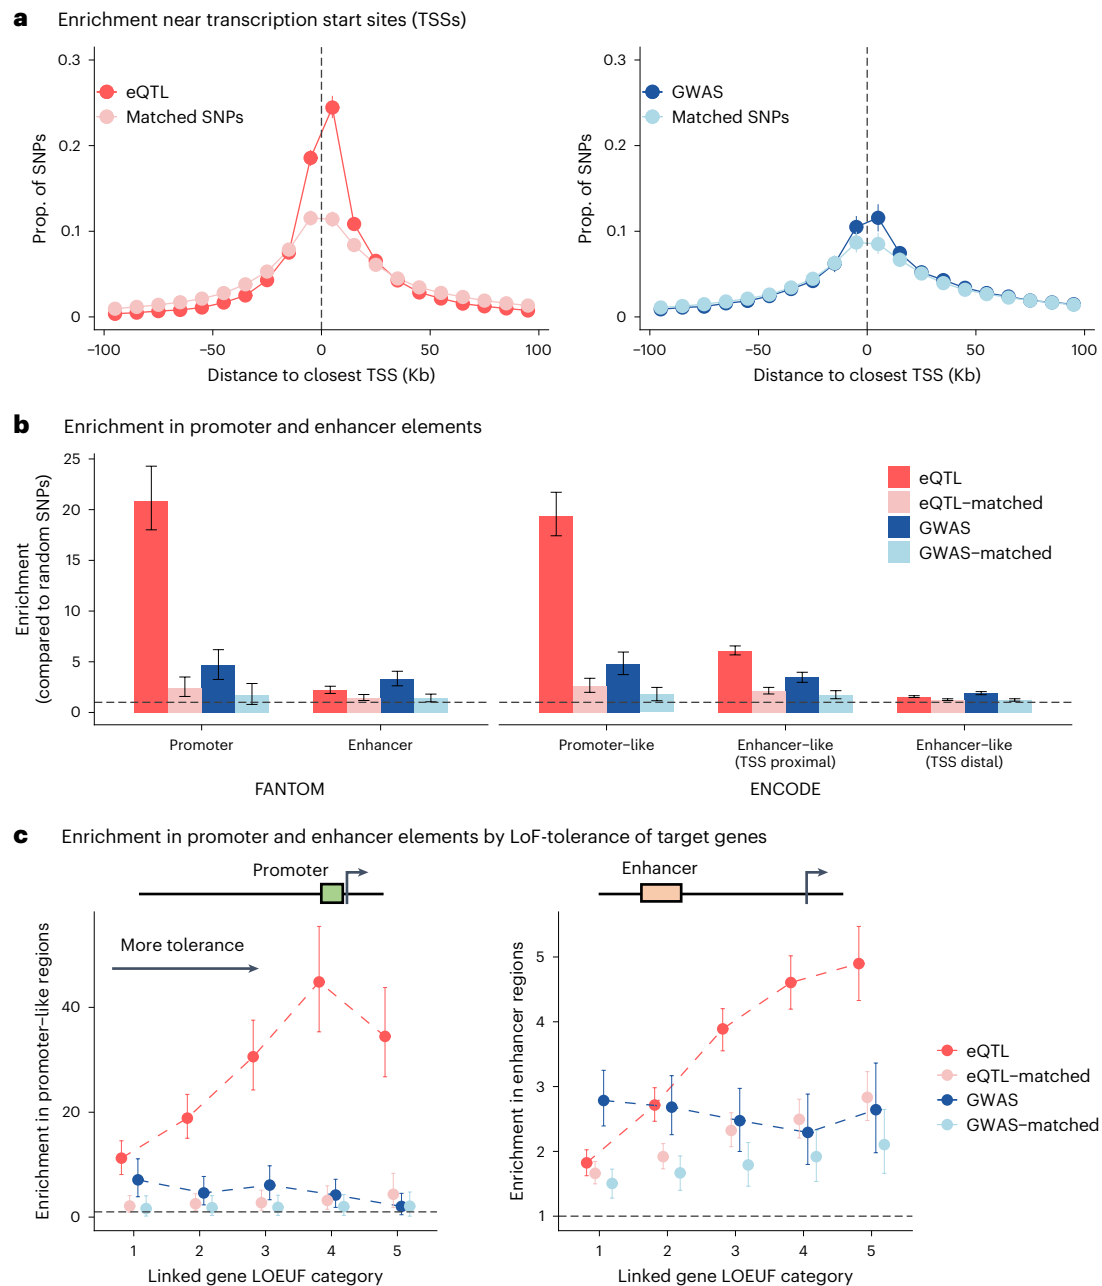 a Enrichment near transcription start sites (TSSs)
0.3
0.2
0.1
0
Prop. of SNPs
eQTL
Matched SNPs
−100
−50
0
50
100
Distance to closest TSS (Kb)
0.3
0.2
0.1
0
Prop. of SNPs
GWAS
Matched SNPs
−100
−50
0
50
100
Distance to closest TSS (Kb)
b Enrichment in promoter and enhancer elements
25
20
15
10
5
0
Enrichment
(compared to random SNPs)
eQTL
eQTL−matched
GWAS
GWAS−matched
Promoter
Enhancer
FANTOM
Promoter−like
Enhancer−like
(TSS proximal)
Enhancer−like
(TSS distal)
ENCODE
c Enrichment in promoter and enhancer elements by LoF-tolerance of target genes
Promoter
More tolerance
40
20
0
Enrichment in promoter−like regions
1
2
3
4
5
Linked gene LOEUF category
Enhancer
5
4
3
2
1
Enrichment in enhancer regions
1
2
3
4
5
Linked gene LOEUF category
eQTL
eQTL−matched
GWAS
GWAS−matched